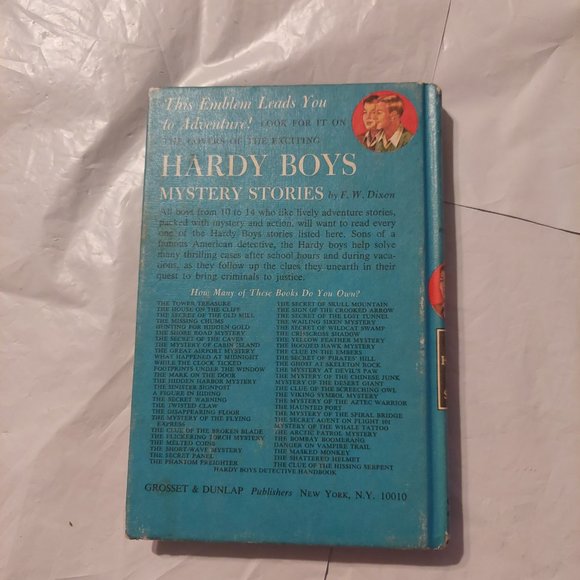 This Emblem Leads You
to Adventure! LOOK FOR IT ON
THE COVERS OF THE EXCITING
HARDY BOYS
MYSTERY STORIES by F. W. Dixon
All boys from 10 to 14 who like lively adventure stories,
packed with mystery and action, will want to read every
one of the Hardy Boys stories listed here. Sons of a
famous American detective, the Hardy boys help solve
many thrilling cases after school hours and during vaca-
tions, as they follow up the clues they unearth in their
quest to bring criminals to justice.
How Many of These Books Do You Own?
THE TOWER TREASURE
THE HOUSE ON THE CLIFF
THE SECRET OF THE OLD MILL
THE MISSING CHUMS
HUNTING FOR HIDDEN GOLD
THE SHORE ROAD MYSTERY
THE SECRET OF THE CAVES
THE MYSTERY OF CABIN ISLAND
THE GREAT AIRPORT MYSTERY
WHAT HAPPENED AT MIDNIGHT
WHILE THE CLOCK TICKED
FOOTPRINTS UNDER THE WINDOW
THE MARK ON THE DOOR
THE HIDDEN HARBOR MYSTERY
THE SINISTER SIGNPOST
A FIGURE IN HIDING
THE SECRET WARNING
THE TWISTED CLAW
THE DISAPPEARING FLOOR
THE MYSTERY OF THE FLYING
EXPRESS
THE CLUE OF THE BROKEN BLADE
THE FLICKERING TORCH MYSTERY
THE MELTED COINS
THE SHORT-WAVE MYSTERY
THE SECRET PANEL
THE PHANTOM FREIGHTER
THE SECRET OF SKULL MOUNTAIN
THE SIGN OF THE CROOKED ARROW
THE SECRET OF THE LOST TUNNEL
THE WAILING SIREN MYSTERY
THE SECRET OF WILDCAT SWAMP
THE CRISSCROSS SHADOW
THE YELLOW FEATHER MYSTERY
THE HOODED HAWK MYSTERY
THE CLUE IN THE EMBERS
THE SECRET OF PIRATES' HILL
THE GHOST AT SKELETON ROCK
THE MYSTERY AT DEVIL'S PAW
THE MYSTERY OF THE CHINESE JUNK
MYSTERY OF THE DESERT GIANT
THE CLUE OF THE SCREECHING OWL
THE VIKING SYMBOL MYSTERY
THE MYSTERY OF THE AZTEC WARRIOR
THE HAUNTED FORT
THE MYSTERY OF THE SPIRAL BRIDGE
THE SECRET AGENT ON FLIGHT 101
MYSTERY OF THE WHALE TATTOO
THE ARCTIC PATROL MYSTERY
THE BOMBAY BOOMERANG
DANGER ON VAMPIRE TRAIL
THE MASKED MONKEY
THE SHATTERED HELMET
THE CLUE OF THE HISSING SERPENT
HARDY BOYS DETECTIVE HANDBOOK
GROSSET & DUNLAP Publishers NEW YORK, N.Y. 10010